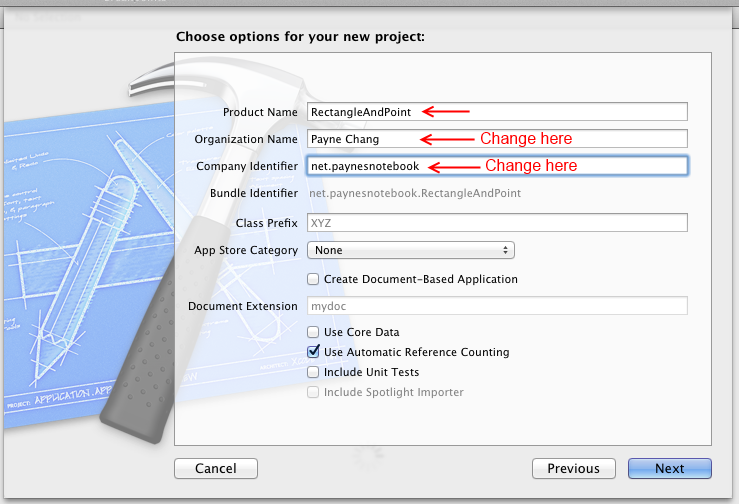 Choose options for your new project:
Product Name RectangleAndPoint
Organization Name Payne Chang Change here
Company Identifier net.paynesnotebook Change here
Bundle Identifier net.paynesnotebook.RectangleAndPoint
Class Prefix XYZ
App Store Category None
Create Document-Based Application
Document Extension mydoc
Use Core Data
Use Automatic Reference Counting
Include Unit Tests
Include Spotlight Importer
PROJECT: APPLICATION.APP
Cancel Previous Next